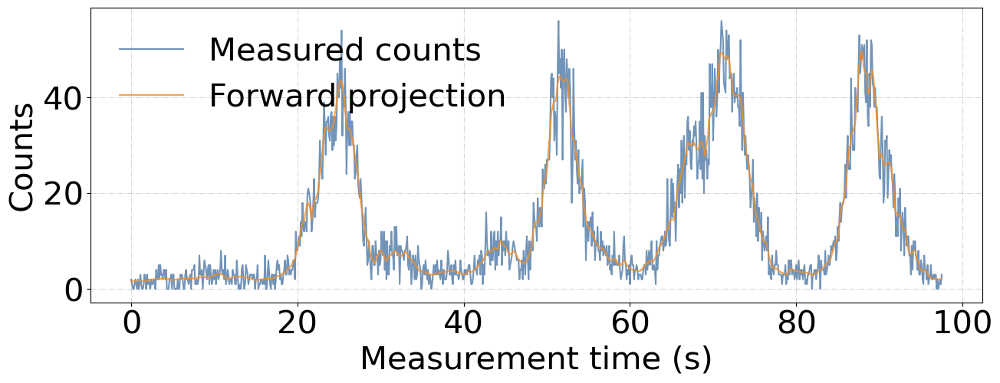 Measured counts
Forward projection
Counts
40
20
0
0 20 40 60 80 100
Measurement time (s)